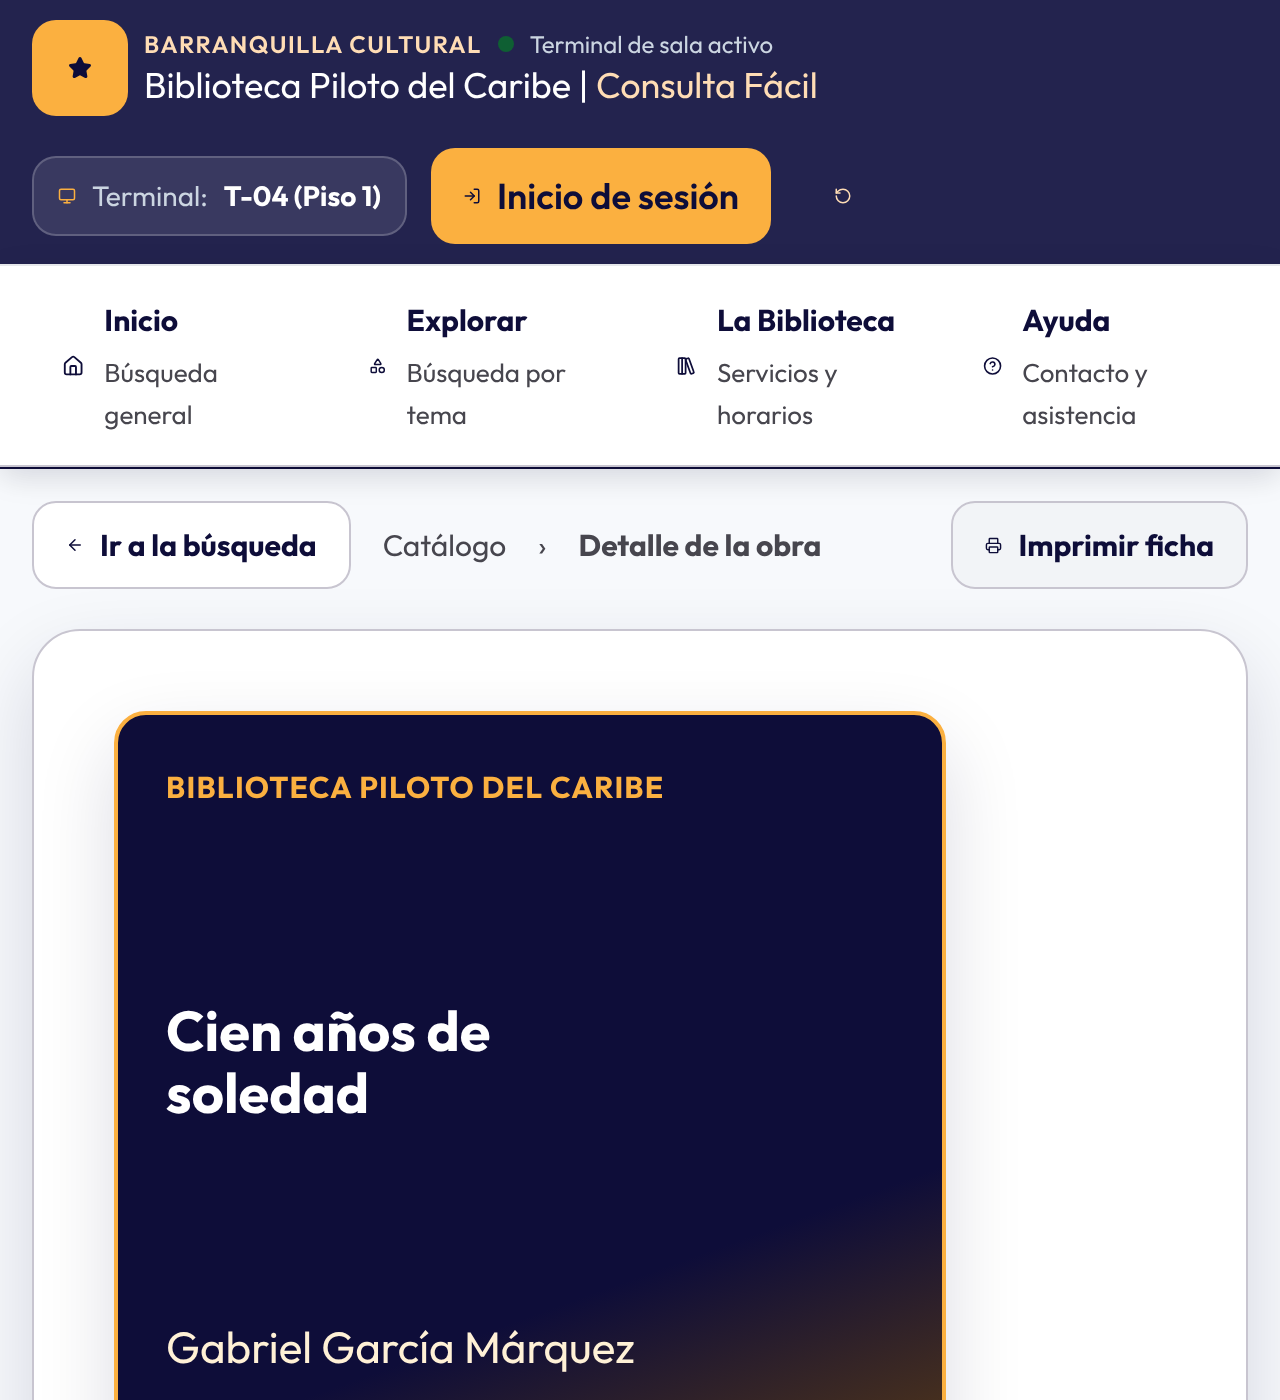 BARRANQUILLA CULTURAL Terminal de sala activo
Biblioteca Piloto del Caribe | Consulta Fácil
Terminal: T-04 (Piso 1)
Inicio de sesión
Inicio
Búsqueda
general
Explorar
Búsqueda por
tema
La Biblioteca
Servicios y
horarios
Ayuda
Contacto y
asistencia
Ir a la búsqueda
Catálogo › Detalle de la obra
Imprimir ficha
BIBLIOTECA PILOTO DEL CARIBE
Cien años de
soledad
Gabriel García Márquez